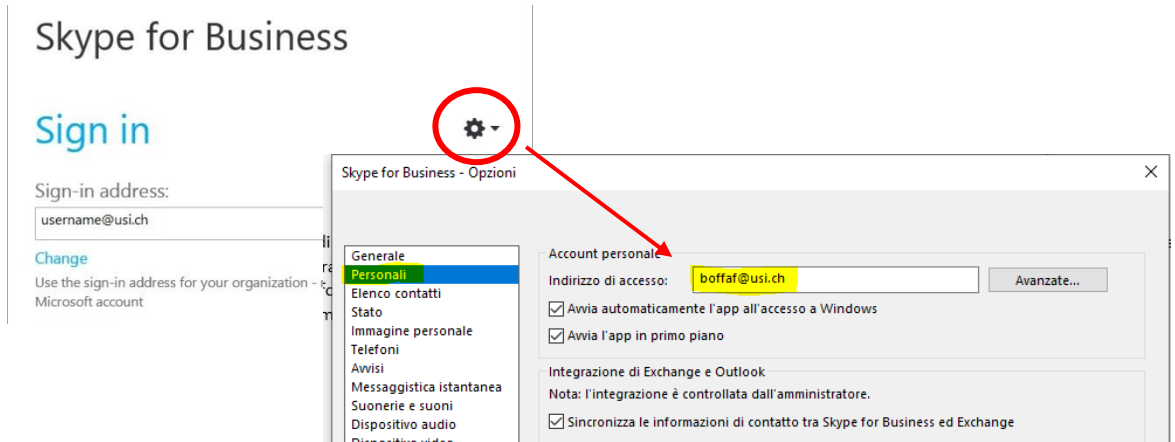 Skype for Business
Sign in
Sign-in address:
username@usi.ch
Change
Use the sign-in address for your organization -
Microsoft account
Skype for Business - Opzioni
Generale
Personali
Elenco contatti
Stato
Immagine personale
Telefoni
Avvisi
Messaggistica istantanea
Suonerie e suoni
Dispositivo audio
Dispositivo video
Account personale
Indirizzo di accesso:
boffaf@usi.ch
Avanzate...
Avvia automaticamente l'app all'accesso a Windows
Avvia l'app in primo piano
Integrazione di Exchange e Outlook
Nota: l'integrazione è controllata dall'amministratore.
Sincronizza le informazioni di contatto tra Skype for Business ed Exchange